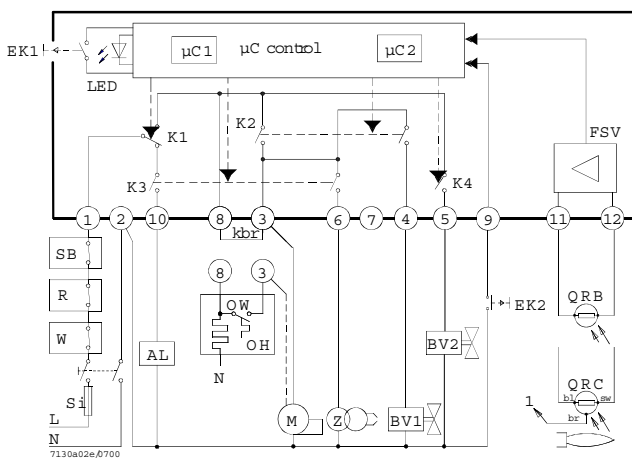 EK1
LED
µC1
µC control
µC2
FSV
K1
K2
K3
K4
1
2
10
8
3
6
7
4
5
9
11
12
kbr
SB
R
W
Si
L
N
AL
8
3
OW
OH
N
M
Z
BV1
BV2
EK2
QRB
QRC
bl
sw
br
1
7130a02e/0700